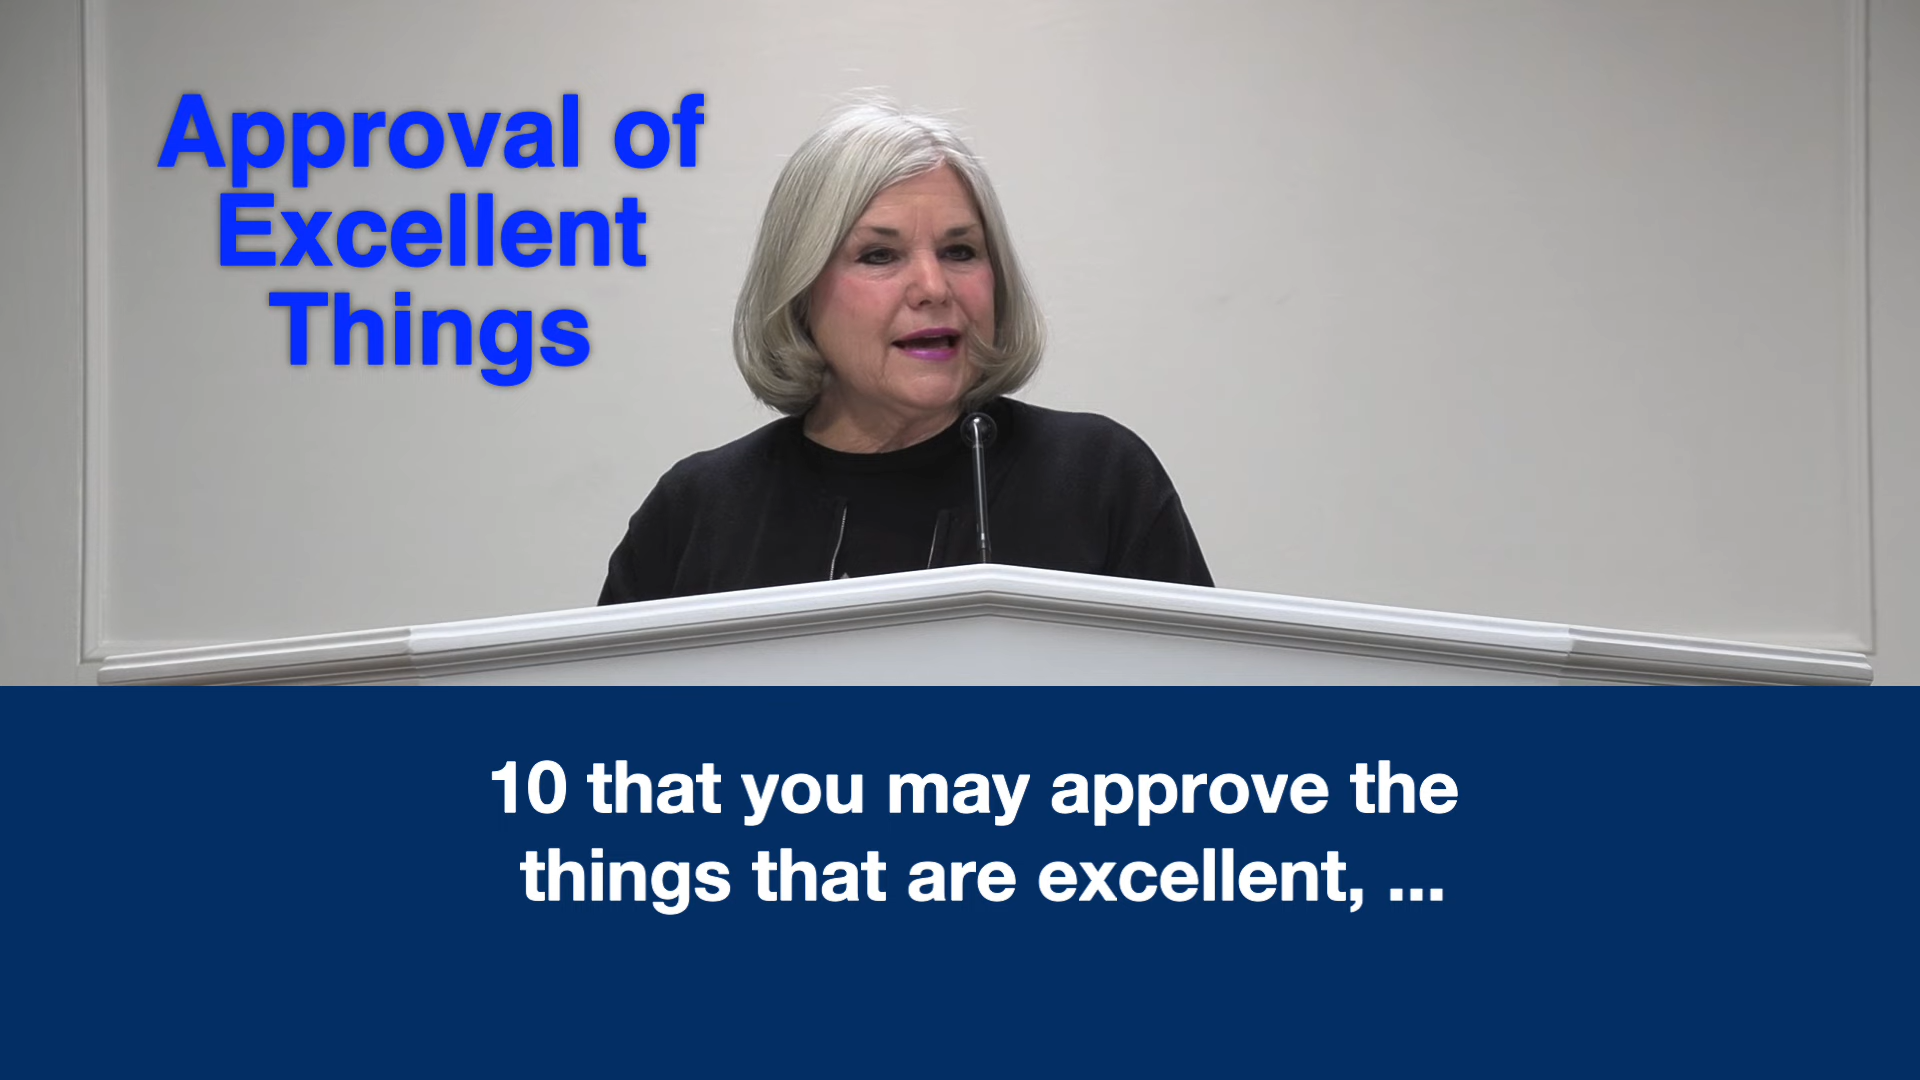 Approval of
Excellent
Things
10 that you may approve the
things that are excellent, ...